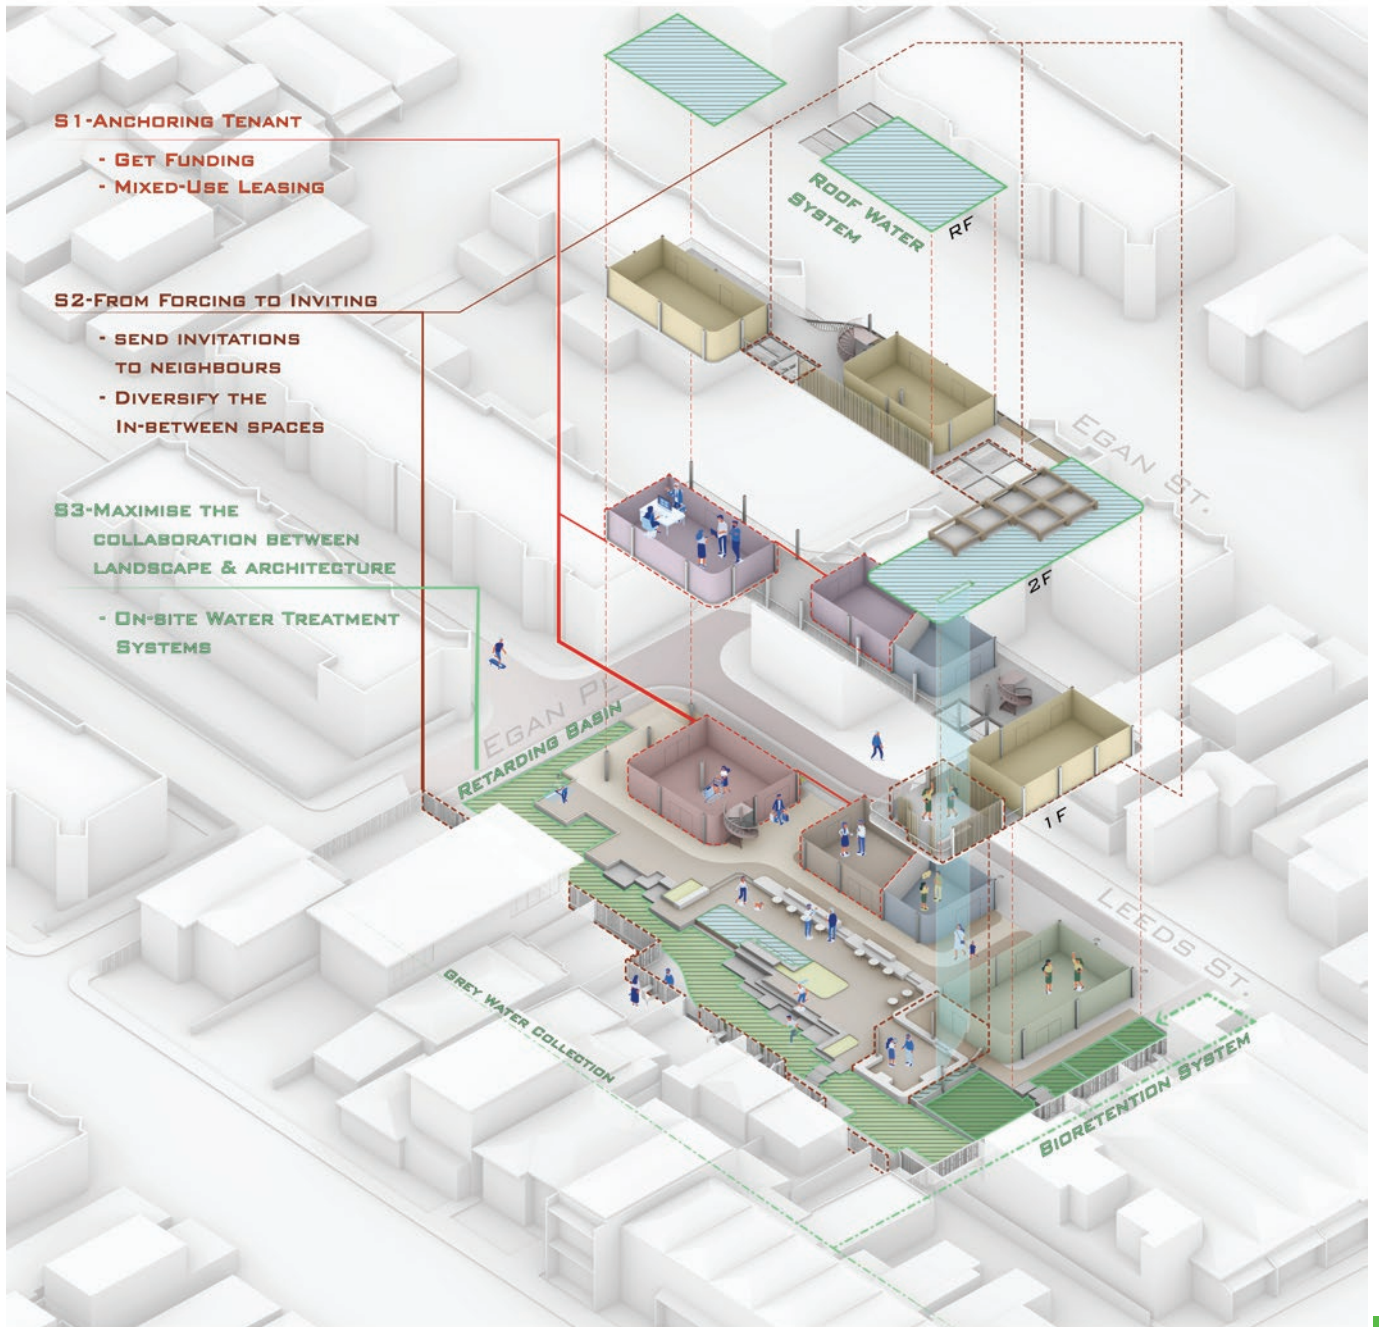 S1-Anchoring Tenant
- Get Funding
- Mixed-Use Leasing
S2-From Forcing to Inviting
- send invitations
to neighbours
- Diversify the
In-between spaces
S3-Maximise the
collaboration between
landscape & architecture
- On-site Water Treatment
Systems
Roof Water
System
RF
Egan St.
2F
Egan Pl
Retarding Basin
1F
Leeds St.
Grey Water Collection
Bioretention System